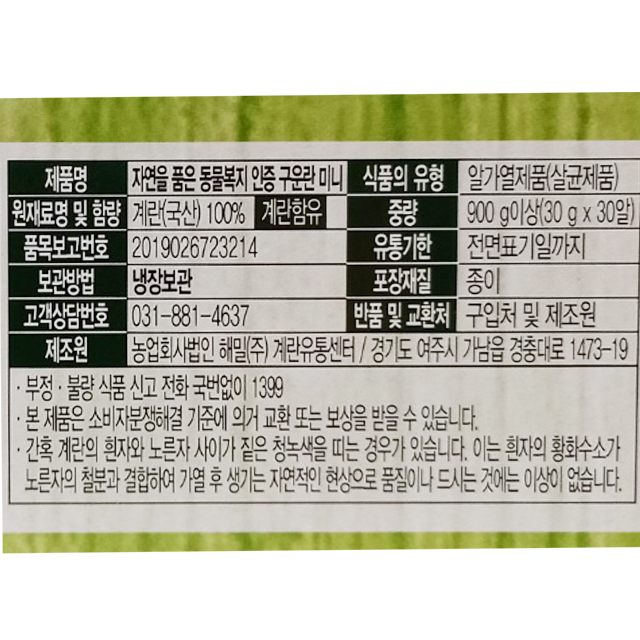 제품명 자연을 품은 동물복지 인증 구운란 미니 식품의 유형 알가열제품(살균제품)
원재료명 및 함량 계란(국산) 100% 계란함유 중량 900 g이상(30 g x 30알)
품목보고번호 2019026723214 유통기한 전면표기일까지
보관방법 냉장보관 포장재질 종이
고객상담번호 031-881-4637 반품 및 교환처 구입처 및 제조원
제조원 농업회사법인 해밀(주) 계란유통센터 / 경기도 여주시 가남읍 경충대로 1473-19
· 부정 · 불량 식품 신고 전화 국번없이 1399
· 본 제품은 소비자분쟁해결 기준에 의거 교환 또는 보상을 받을 수 있습니다.
· 간혹 계란의 흰자와 노른자 사이가 짙은 청녹색을 띠는 경우가 있습니다. 이는 흰자의 황화수소가
노른자의 철분과 결합하여 가열 후 생기는 자연적인 현상으로 품질이나 드시는 것에는 이상이 없습니다.